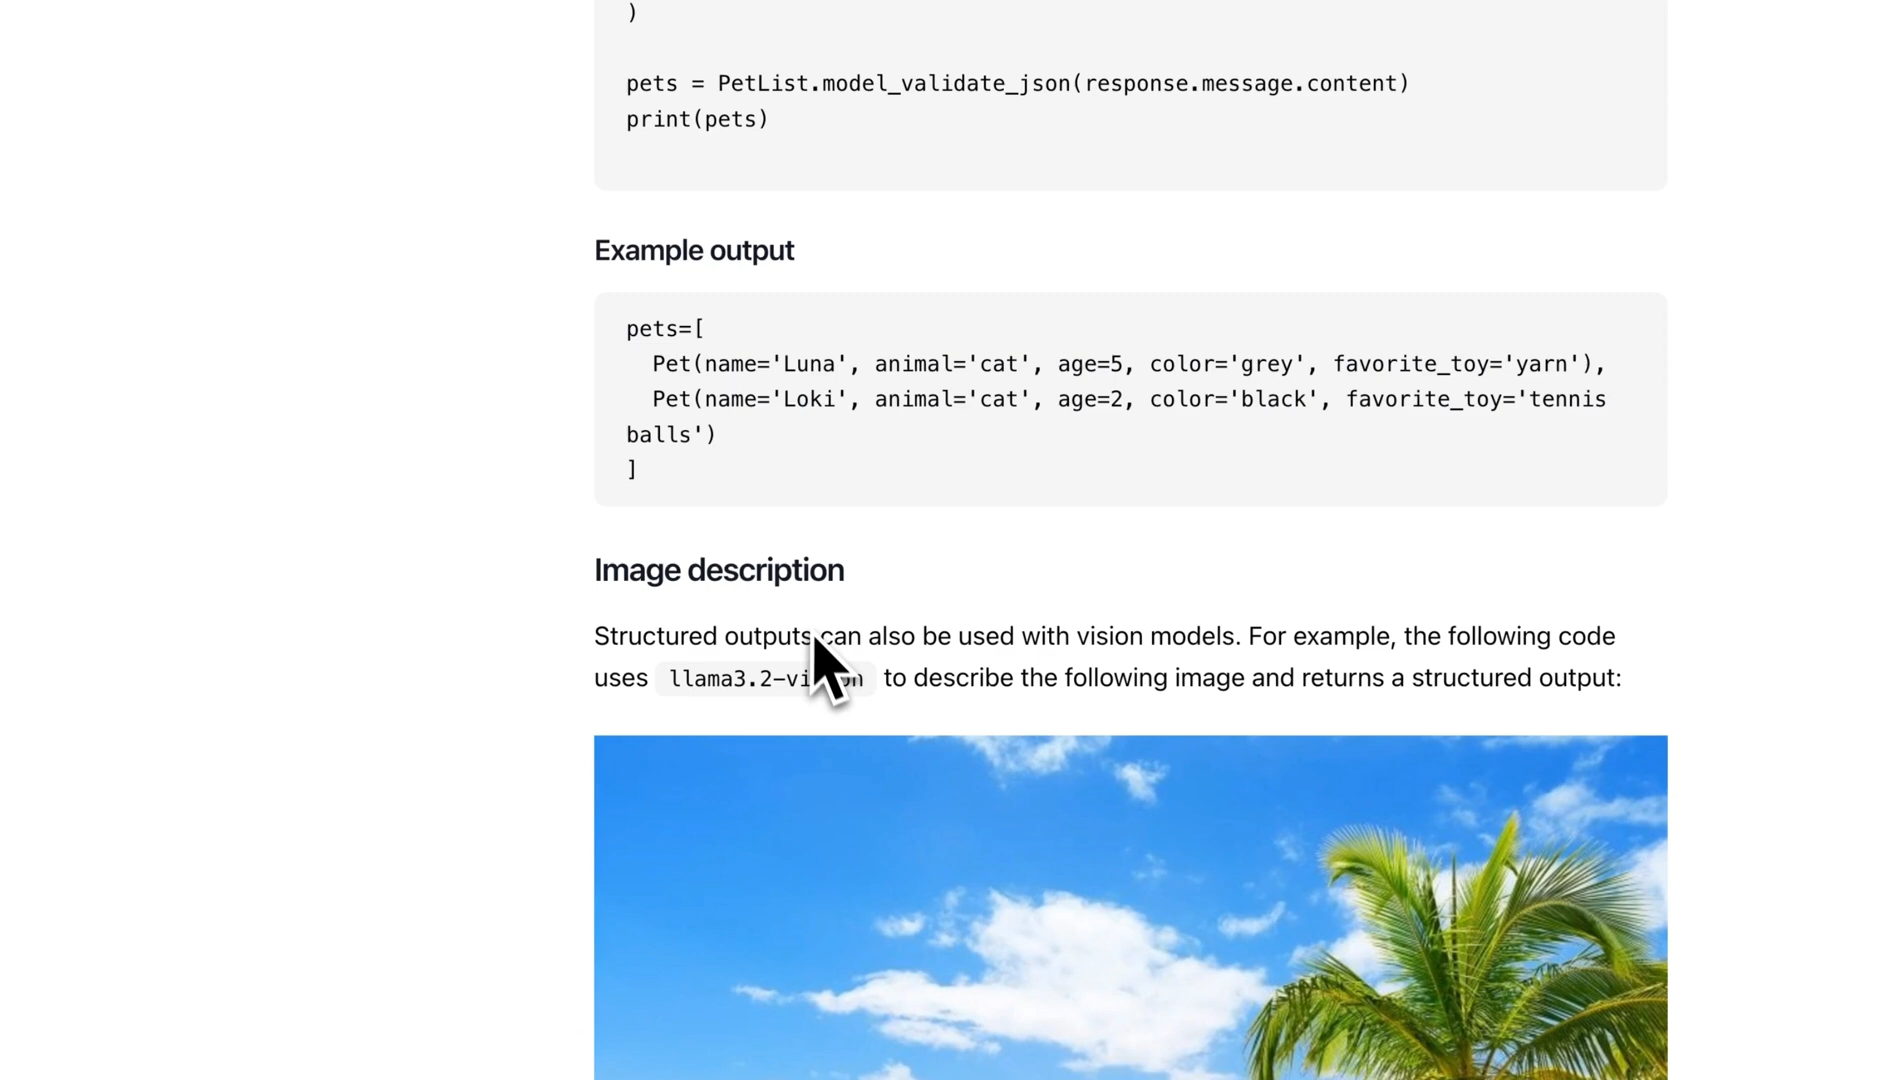 )
pets = PetList.model_validate_json(response.message.content)
print(pets)
Example output
pets=[
  Pet(name='Luna', animal='cat', age=5, color='grey', favorite_toy='yarn'),
  Pet(name='Loki', animal='cat', age=2, color='black', favorite_toy='tennis
balls')
]
Image description
Structured outputs can also be used with vision models. For example, the following code
uses llama3.2-vision to describe the following image and returns a structured output: